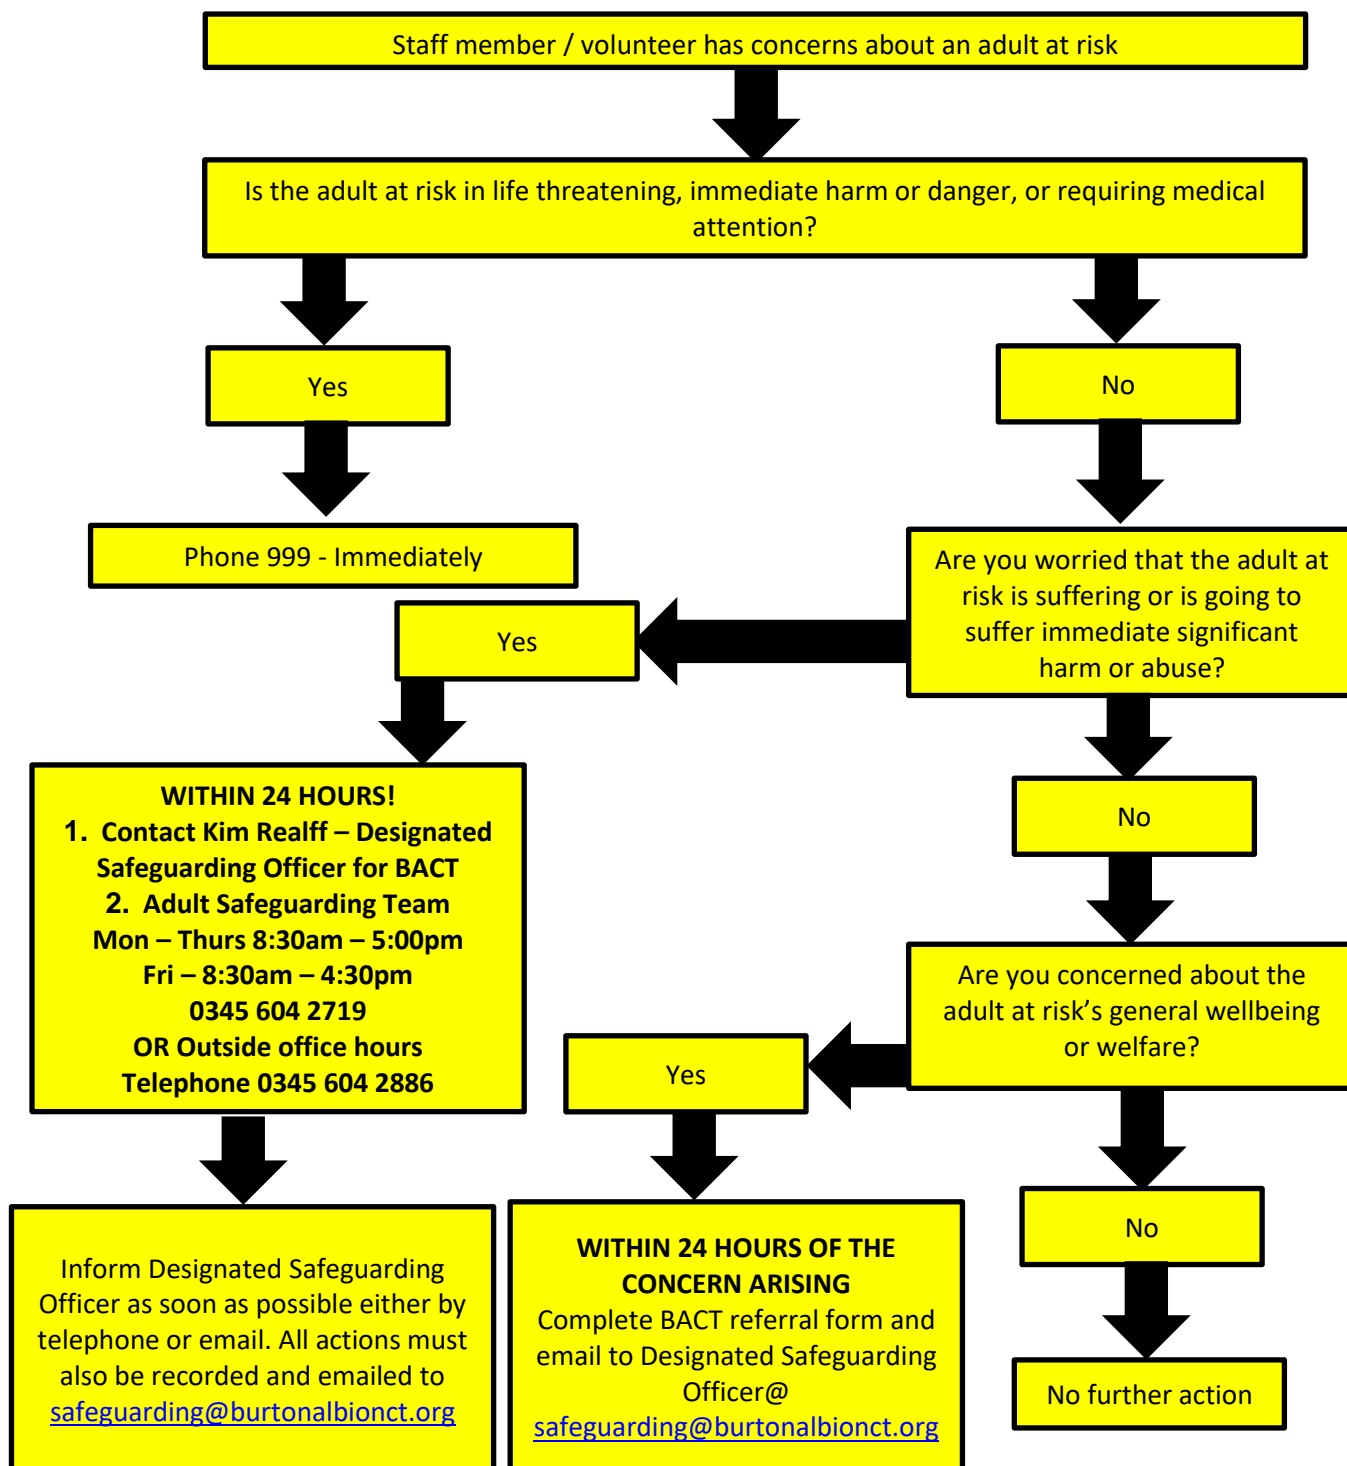 Staff member / volunteer has concerns about an adult at risk
Is the adult at risk in life threatening, immediate harm or danger, or requiring medical
attention?
Yes
No
Phone 999 - Immediately
Are you worried that the adult at
risk is suffering or is going to
suffer immediate significant
harm or abuse?
Yes
WITHIN 24 HOURS!
1. Contact Kim Realff – Designated
Safeguarding Officer for BACT
2. Adult Safeguarding Team
Mon – Thurs 8:30am – 5:00pm
Fri – 8:30am – 4:30pm
0345 604 2719
OR Outside office hours
Telephone 0345 604 2886
No
Are you concerned about the
adult at risk’s general wellbeing
or welfare?
Yes
Inform Designated Safeguarding
Officer as soon as possible either by
telephone or email. All actions must
also be recorded and emailed to
safeguarding@burtonalbionct.org
WITHIN 24 HOURS OF THE
CONCERN ARISING
Complete BACT referral form and
email to Designated Safeguarding
Officer@
safeguarding@burtonalbionct.org
No
No further action